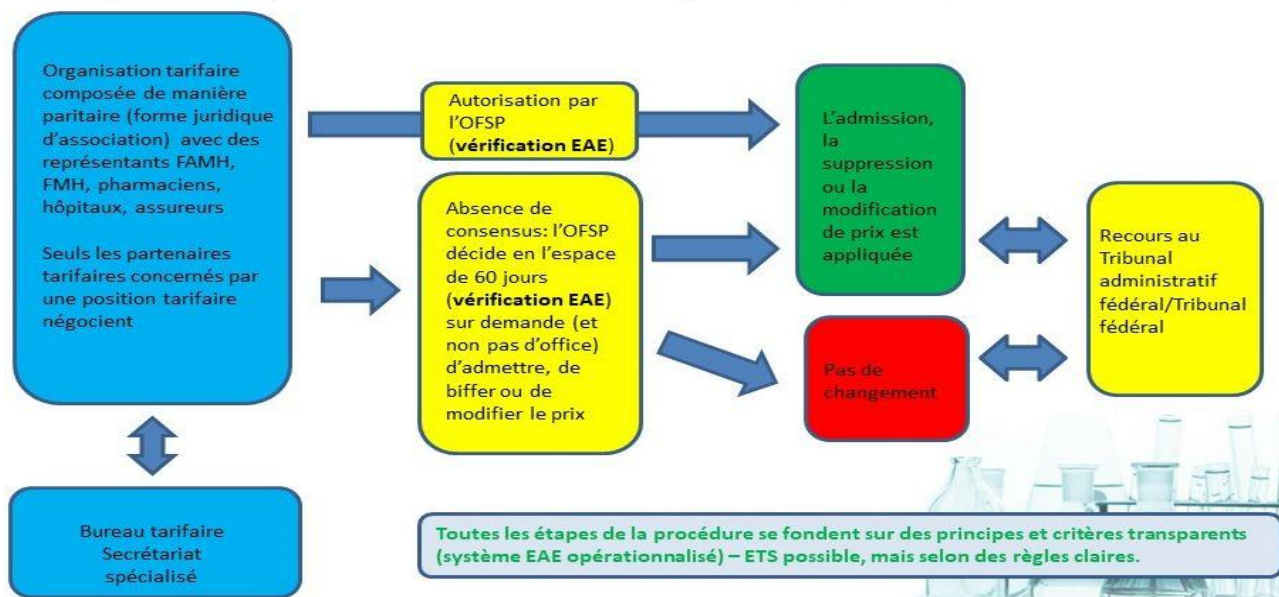 Organisation tarifaire
composée de manière
paritaire (forme juridique
d’association) avec des
représentants FAMH,
FMH, pharmaciens,
hôpitaux, assureurs
Seuls les partenaires
tarifaires concernés par
une position tarifaire
négocient
Bureau tarifaire
Secrétariat
spécialisé
Autorisation par
l’OFSP
(vérification EAE)
Absence de
consensus: l’OFSP
décide en l’espace
de 60 jours
(vérification EAE)
sur demande (et
non pas d’office)
d’admettre, de
biffer ou de
modifier le prix
L’admission,
la
suppression
ou la
modification
de prix est
appliquée
Pas de
changement
Recours au
Tribunal
administratif
fédéral/Tribunal
fédéral
Toutes les étapes de la procédure se fondent sur des principes et critères transparents
(système EAE opérationnalisé) – ETS possible, mais selon des règles claires.